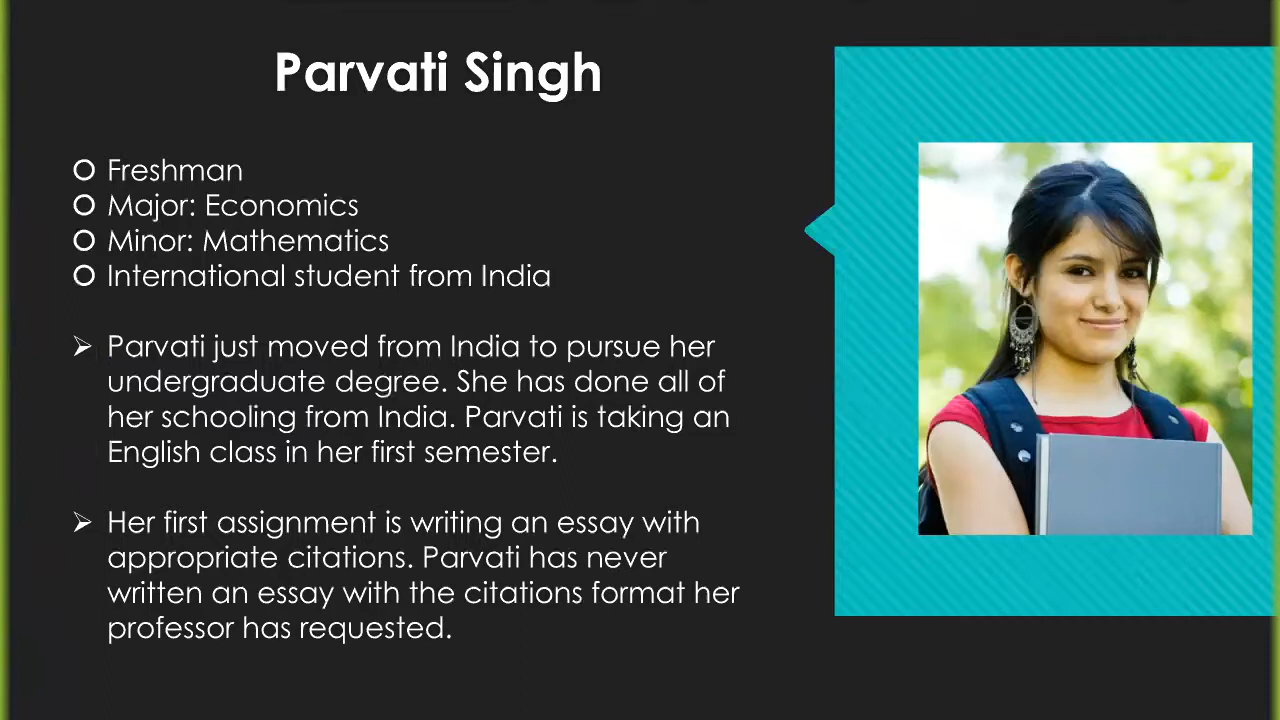 Parvati Singh
Freshman
Major: Economics
Minor: Mathematics
International student from India
Parvati just moved from India to pursue her
undergraduate degree. She has done all of
her schooling from India. Parvati is taking an
English class in her first semester.
Her first assignment is writing an essay with
appropriate citations. Parvati has never
written an essay with the citations format her
professor has requested.